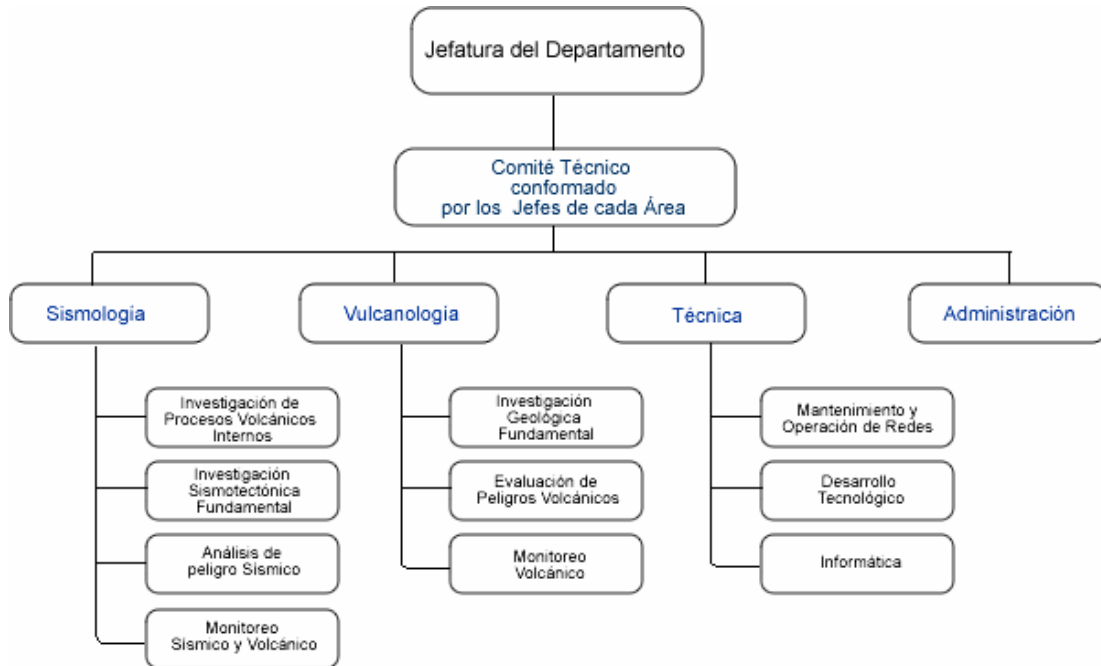 Jefatura del Departamento
Comité Técnico
conformado
por los Jefes de cada Área
Sismología
Vulcanología
Técnica
Administración
Investigación de
Procesos Volcánicos
Internos
Investigación
Sismotectónica
Fundamental
Análisis de
peligro Sísmico
Monitoreo
Sísmico y Volcánico
Investigación
Geológica
Fundamental
Evaluación de
Peligros Volcánicos
Monitoreo
Volcánico
Mantenimiento y
Operación de Redes
Desarrollo
Tecnológico
Informática